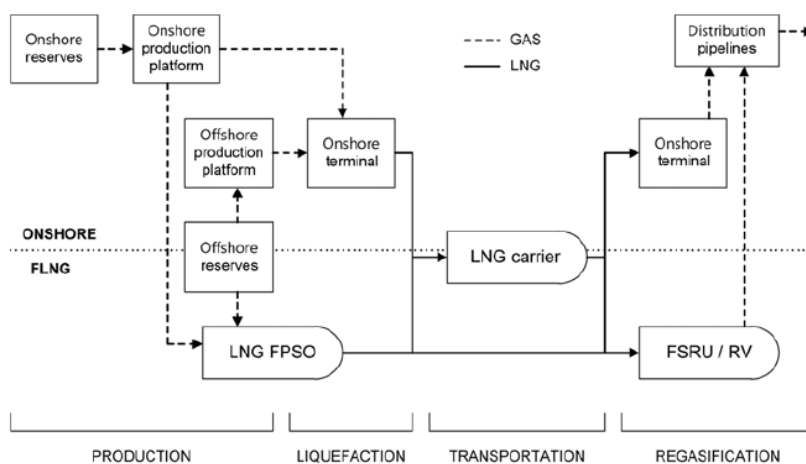 Onshore
reserves
Onshore
production
platform
GAS
LNG
Distribution
pipelines
Offshore
production
platform
Onshore
terminal
Onshore
terminal
ONSHORE
FLNG
Offshore
reserves
LNG carrier
LNG FPSO
FSRU / RV
PRODUCTION
LIQUEFACTION
TRANSPORTATION
REGASIFICATION